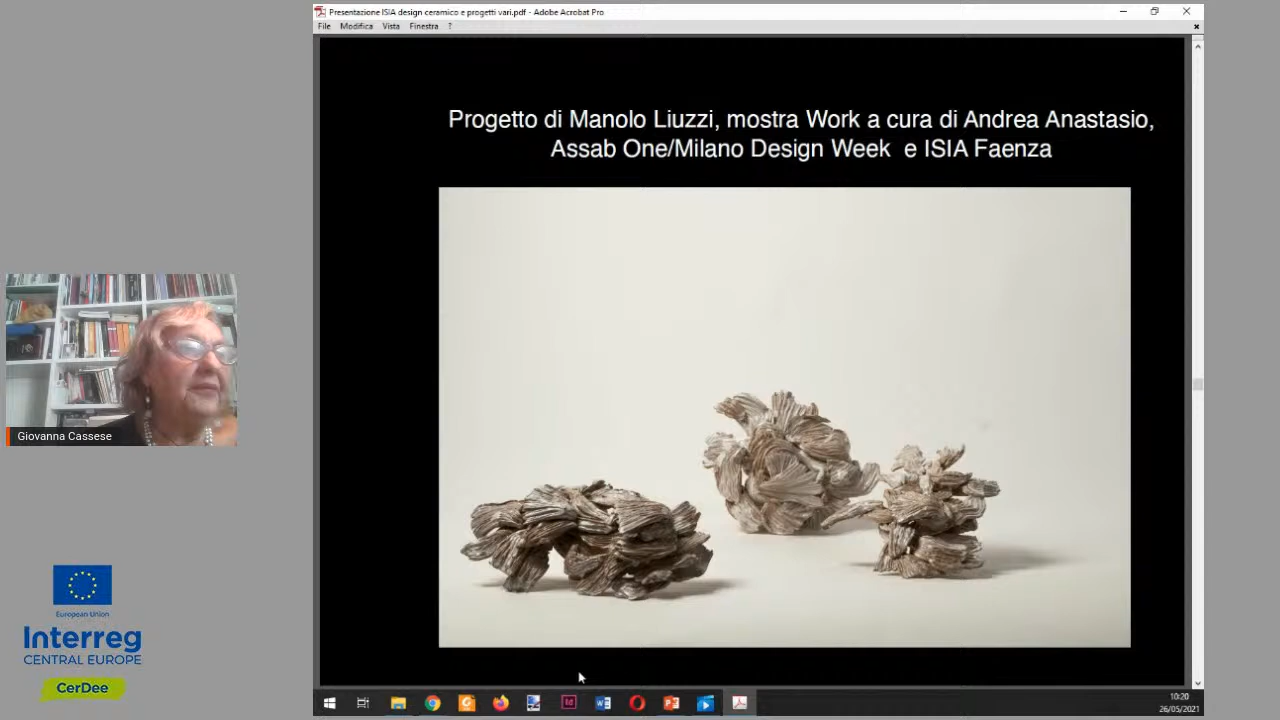 Presentazione ISIA design ceramico e progetti vari.pdf - Adobe Acrobat Pro
File Modifica Vista Finestra ?
Progetto di Manolo Liuzzi, mostra Work a cura di Andrea Anastasio,
Assab One/Milano Design Week e ISIA Faenza
Giovanna Cassese
European Union
Interreg
CENTRAL EUROPE
CerDee
10:20
26/05/2021